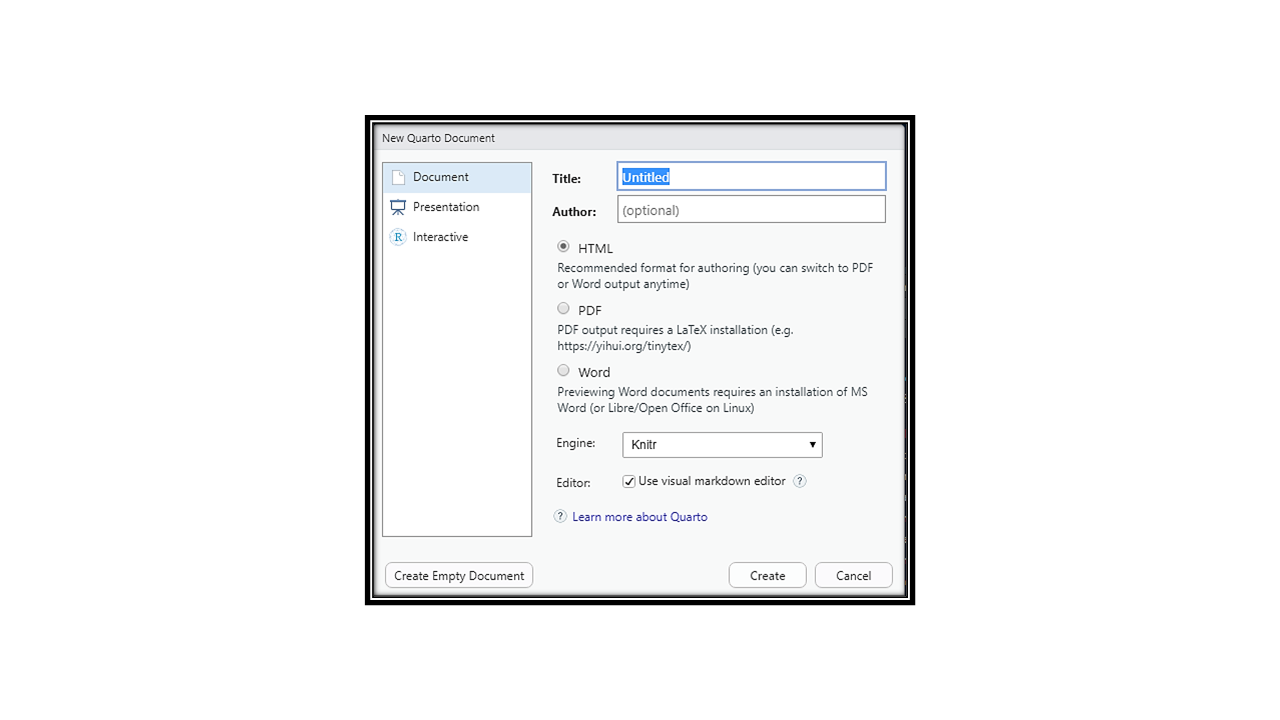 New Quarto Document
Document
Presentation
Interactive
Title: Untitled
Author: (optional)
HTML
Recommended format for authoring (you can switch to PDF
or Word output anytime)
PDF
PDF output requires a LaTeX installation (e.g.
https://yihui.org/tinytex/)
Word
Previewing Word documents requires an installation of MS
Word (or Libre/Open Office on Linux)
Engine: Knitr
Editor: Use visual markdown editor ?
? Learn more about Quarto
Create Empty Document Create Cancel